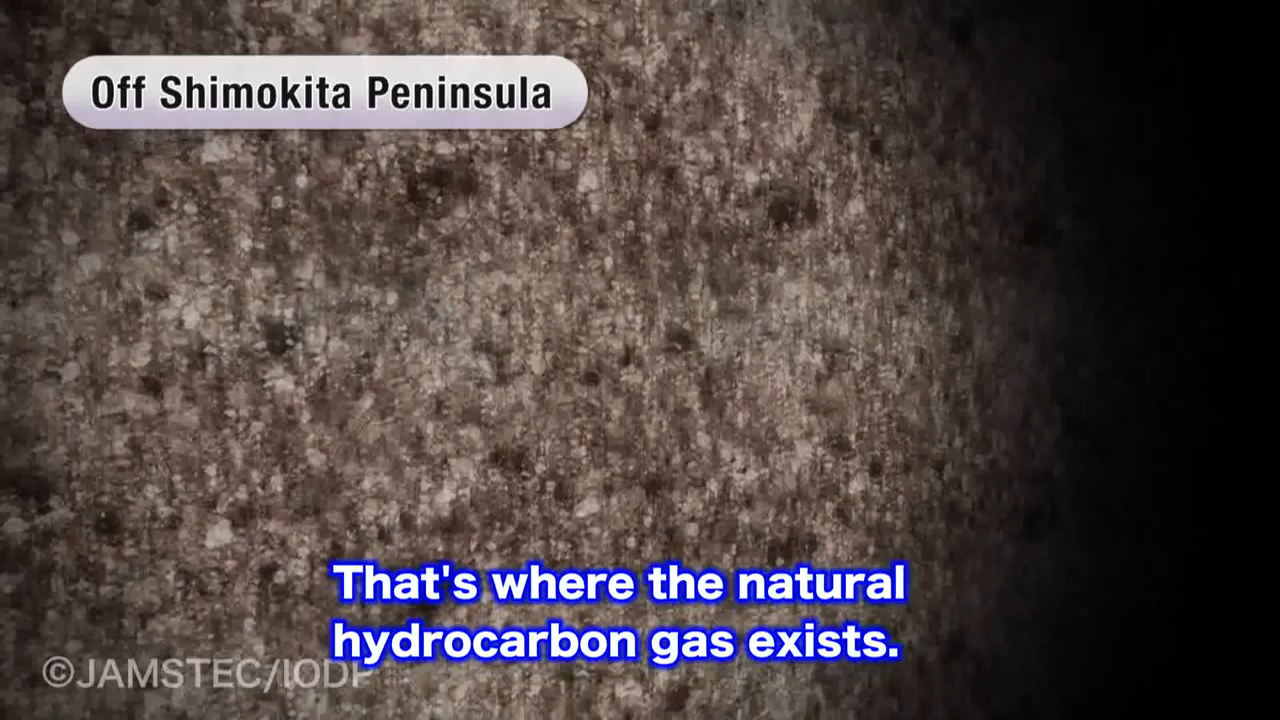 Off Shimokita Peninsula
That's where the natural
hydrocarbon gas exists.
©JAMSTEC/IODP